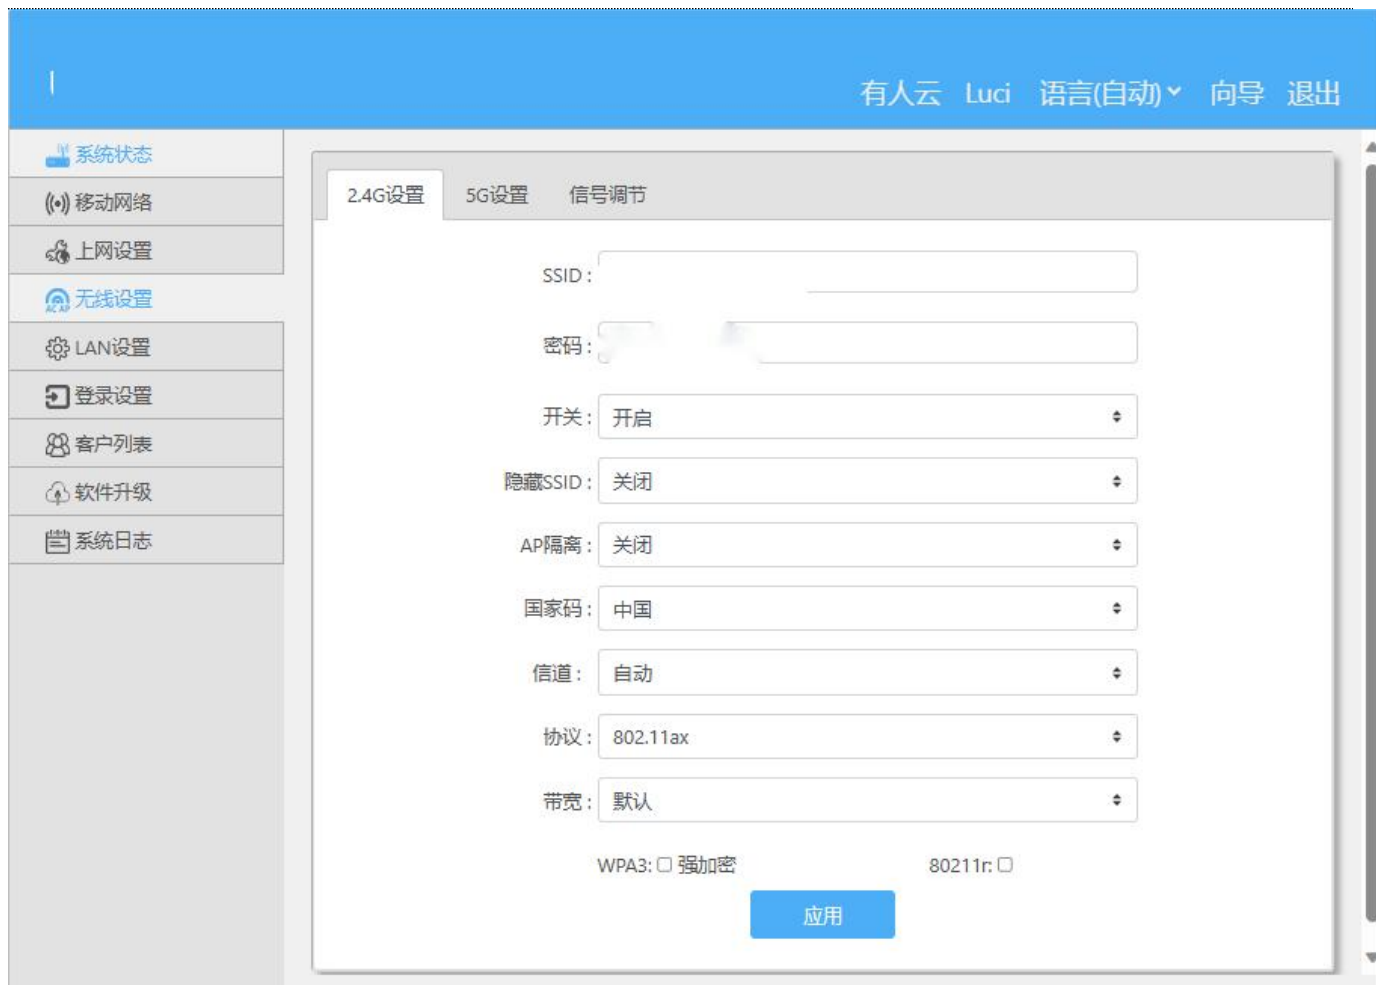 有人云 Luci 语言(自动) 向导 退出
系统状态
移动网络
上网设置
无线设置
LAN设置
登录设置
客户列表
软件升级
系统日志
2.4G设置 5G设置 信号调节
SSID :
密码 :
开关 : 开启
隐藏SSID : 关闭
AP隔离 : 关闭
国家码 : 中国
信道 : 自动
协议 : 802.11ax
带宽 : 默认
WPA3: 强加密 80211r:
应用